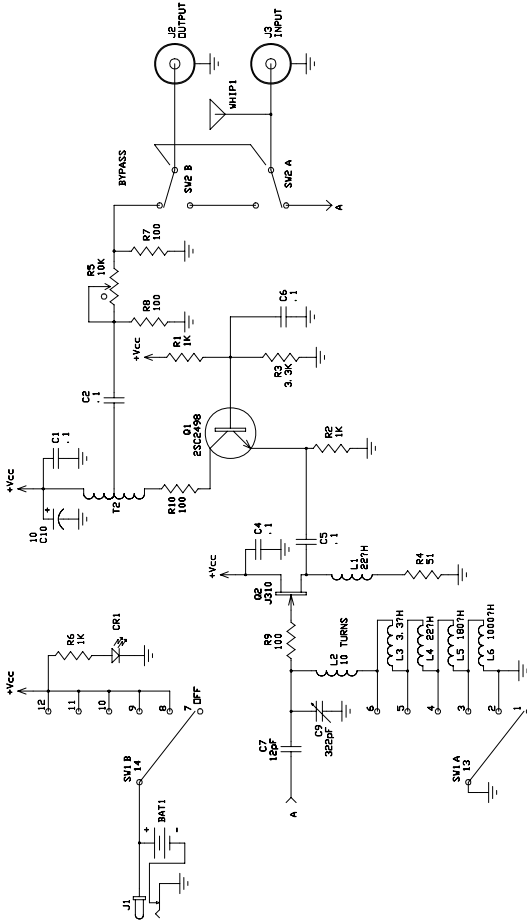 J2
OUTPUT
J3
INPUT
WHIP1
BYPASS
SW2 B
SW2 A
A
R5
10K
R7
100
R8
100
C2
.1
+Vcc
R1
1K
R3
3.3K
C6
.1
Q1
2SC2498
R2
1K
+Vcc
C1
.1
10
C10
+
T2
R10
100
+Vcc
C4
.1
C5
.1
Q2
J310
L1
22?H
R4
51
R9
100
L2
10 TURNS
C7
12pF
C9
322pF
A
L3 3.3?H
L4 22?H
L5 180?H
L6 1000?H
6
5
4
3
2
1
SW1A
13
+Vcc
R6
1K
CR1
12
11
10
9
8
7
OFF
SW1B
14
BAT1
+
-
J1